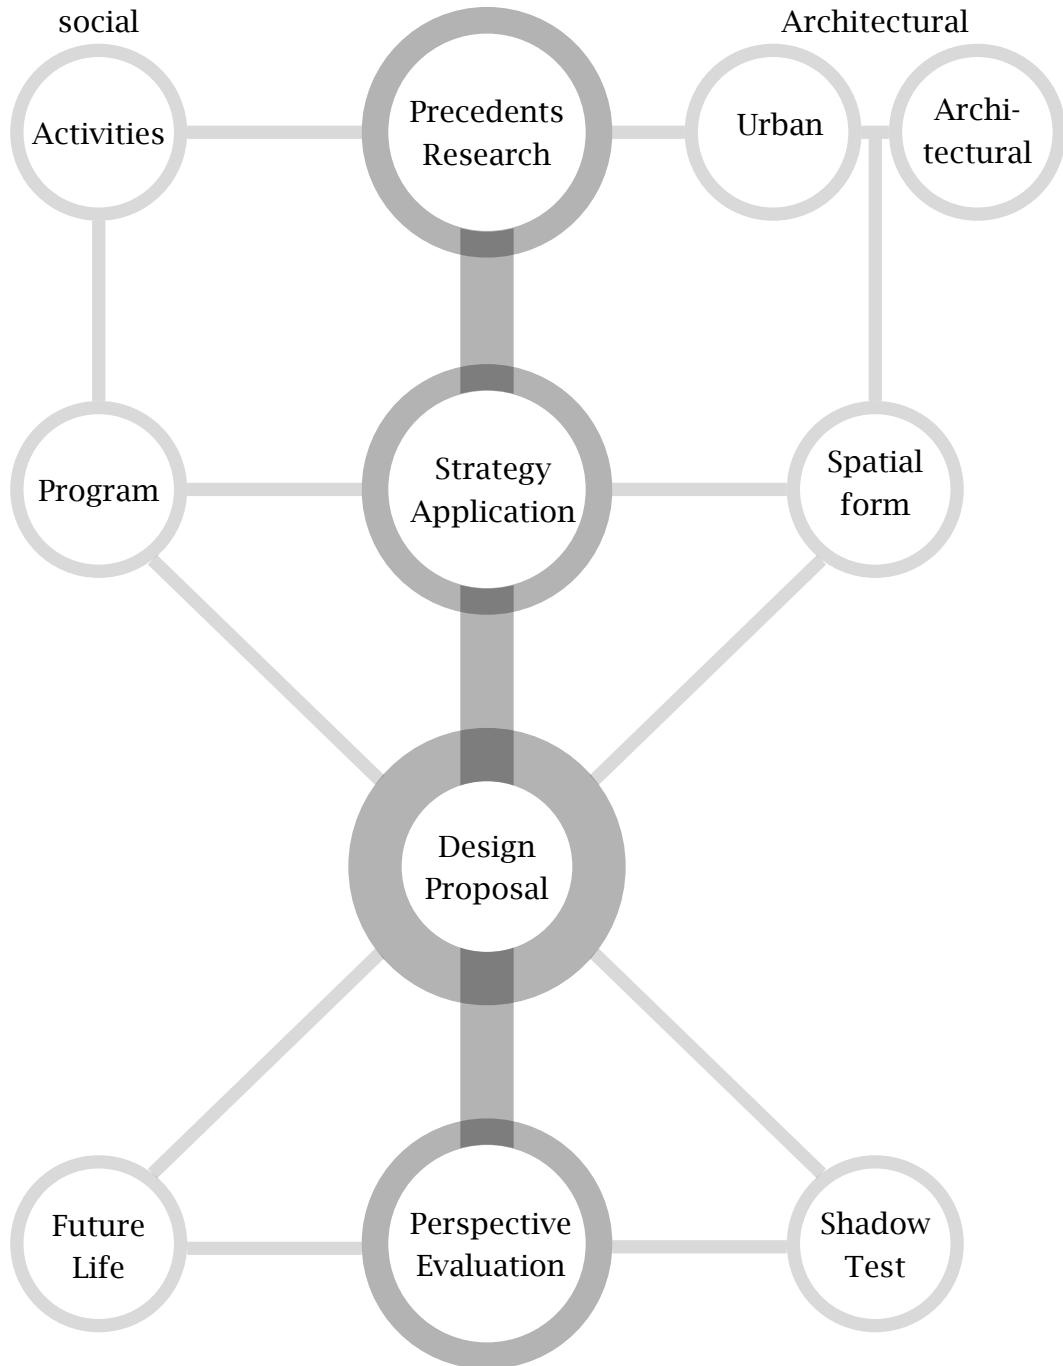 social
Architectural
Activities
Precedents
Research
Urban
Archi-
tectural
Program
Strategy
Application
Spatial
form
Design
Proposal
Future
Life
Perspective
Evaluation
Shadow
Test